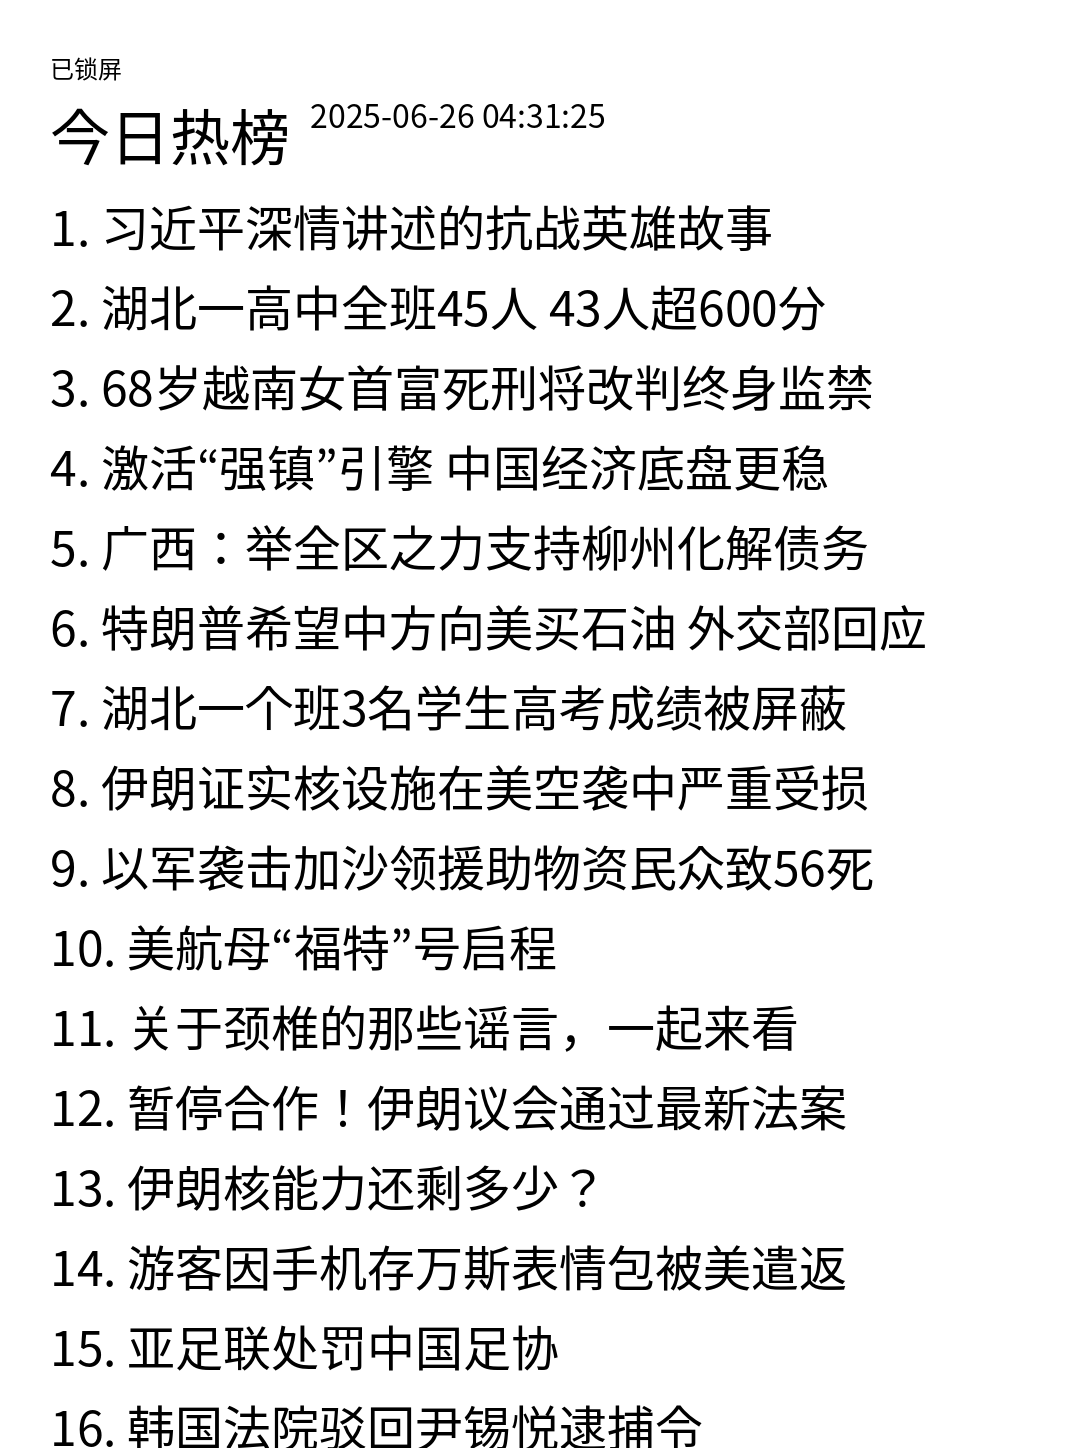 已锁屏
今日热榜 2025-06-26 04:31:25
1. 习近平深情讲述的抗战英雄故事
2. 湖北一高中全班45人 43人超600分
3. 68岁越南女首富死刑将改判终身监禁
4. 激活“强镇”引擎 中国经济底盘更稳
5. 广西：举全区之力支持柳州化解债务
6. 特朗普希望中方向美买石油 外交部回应
7. 湖北一个班3名学生高考成绩被屏蔽
8. 伊朗证实核设施在美空袭中严重受损
9. 以军袭击加沙领援助物资民众致56死
10. 美航母“福特”号启程
11. 关于颈椎的那些谣言，一起来看
12. 暂停合作！伊朗议会通过最新法案
13. 伊朗核能力还剩多少？
14. 游客因手机存万斯表情包被美遣返
15. 亚足联处罚中国足协
16. 韩国法院驳回尹锡悦逮捕令